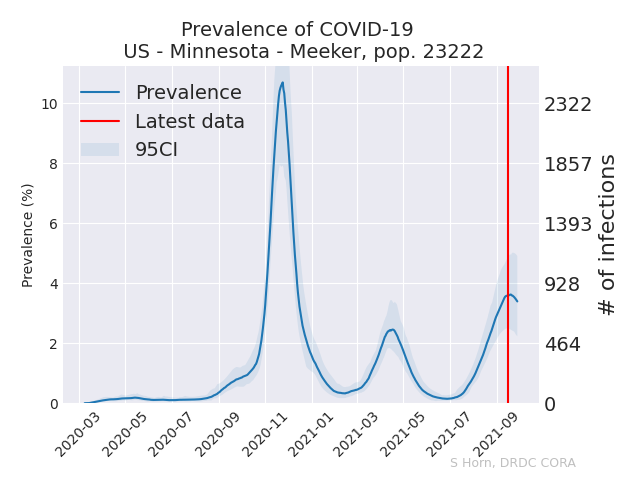 Prevalence of COVID-19
US - Minnesota - Meeker, pop. 23222
Prevalence
Latest data
95CI
Prevalence (%)
10
8
6
4
2
0
2322
1857
1393
928
464
0
# of infections
2020-03
2020-05
2020-07
2020-09
2020-11
2021-01
2021-03
2021-05
2021-07
2021-09
S Horn, DRDC CORA